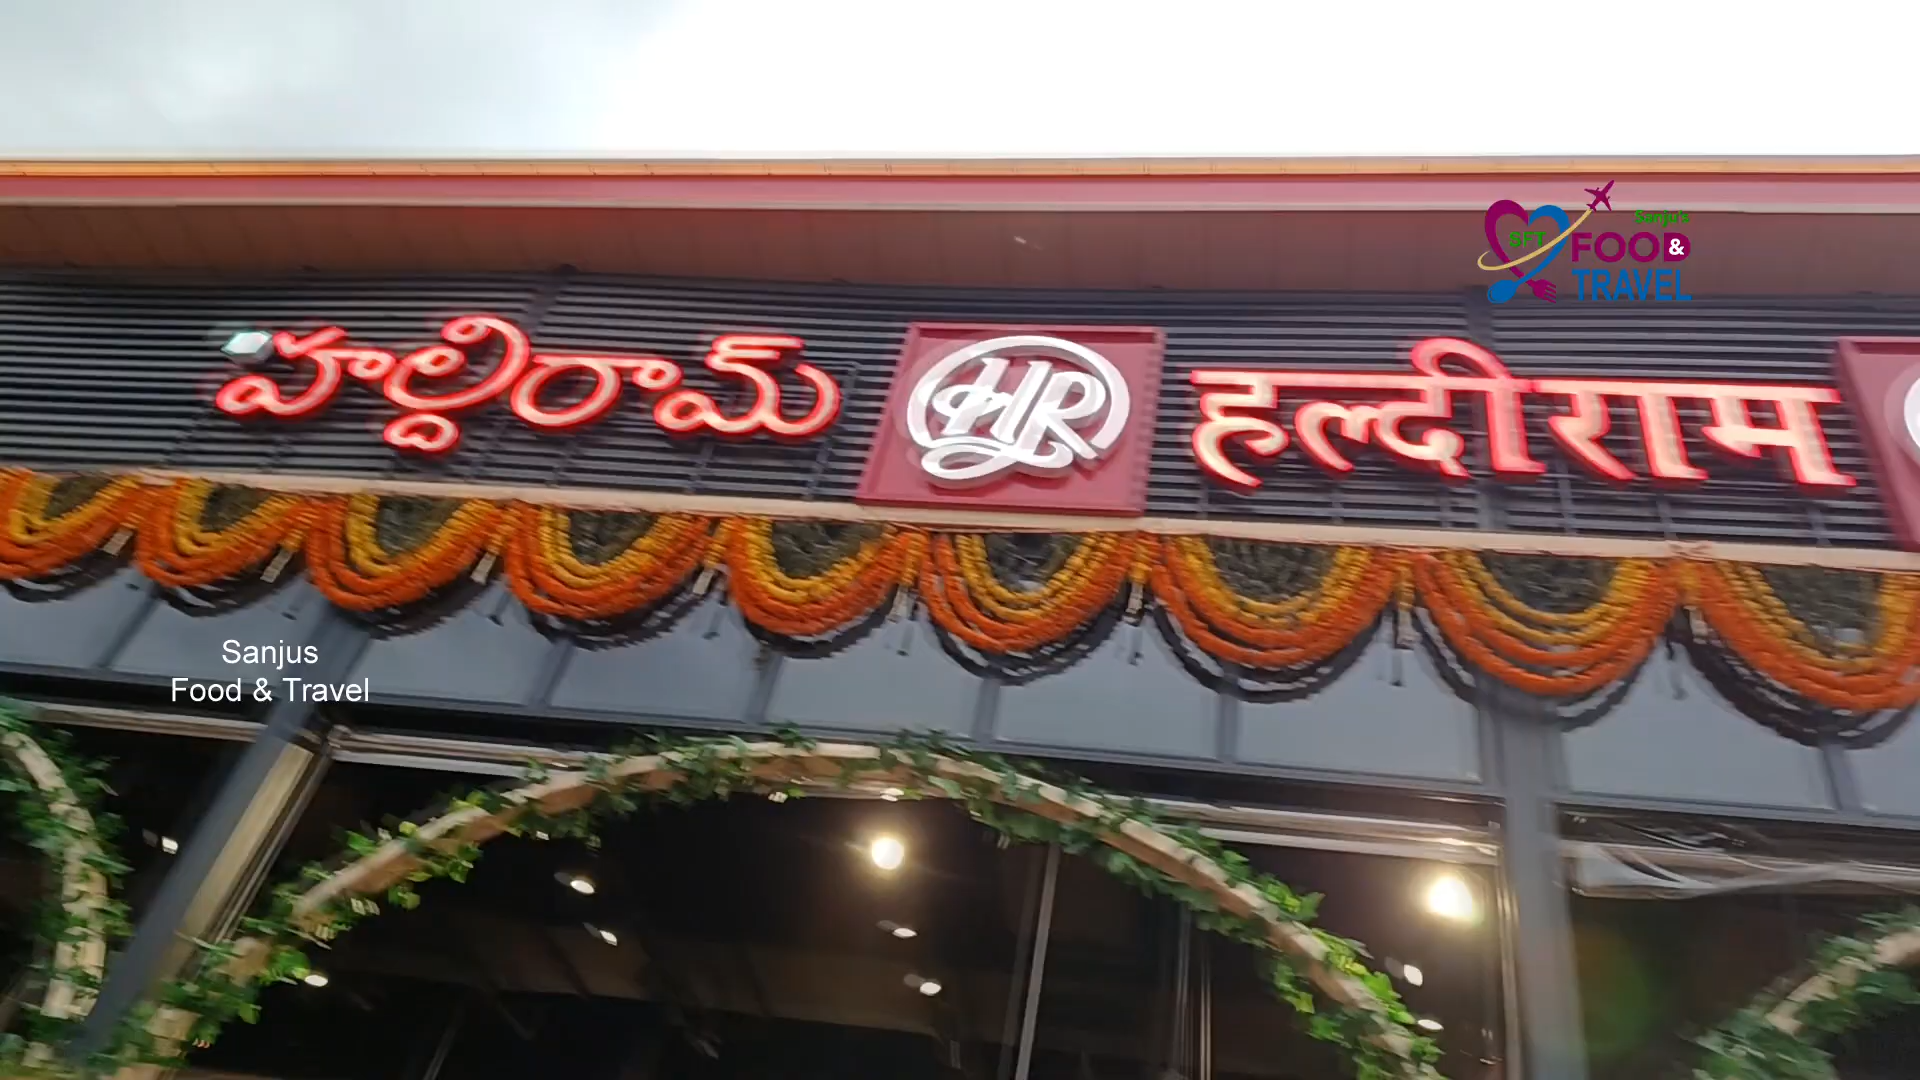 Sanju's
SFT
FOOD &
TRAVEL
హల్దిరామ్
HR
हल्दीराम
Sanjus
Food & Travel